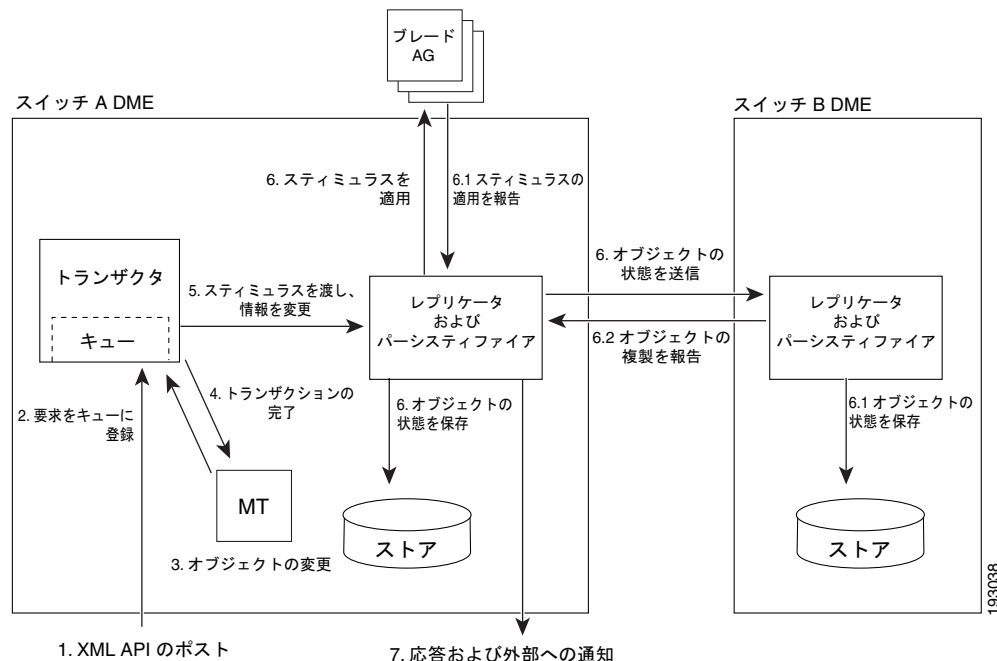 ブレード
AG
スイッチ A DME
スイッチ B DME
6. スティミュラスを
適用
6.1 スティミュラスの
適用を報告
トランザクタ
キュー
5. スティミュラスを渡し、
情報を変更
レプリケータ
および
パーシスティファイア
6. オブジェクトの
状態を送信
6.2 オブジェクトの
複製を報告
レプリケータ
および
パーシスティファイア
2. 要求をキューに
登録
4. トランザクションの
完了
6. オブジェクトの
状態を保存
6.1 オブジェクトの
状態を保存
MT
3. オブジェクトの変更
ストア
ストア
193038
1. XML API のポスト
7. 応答および外部への通知